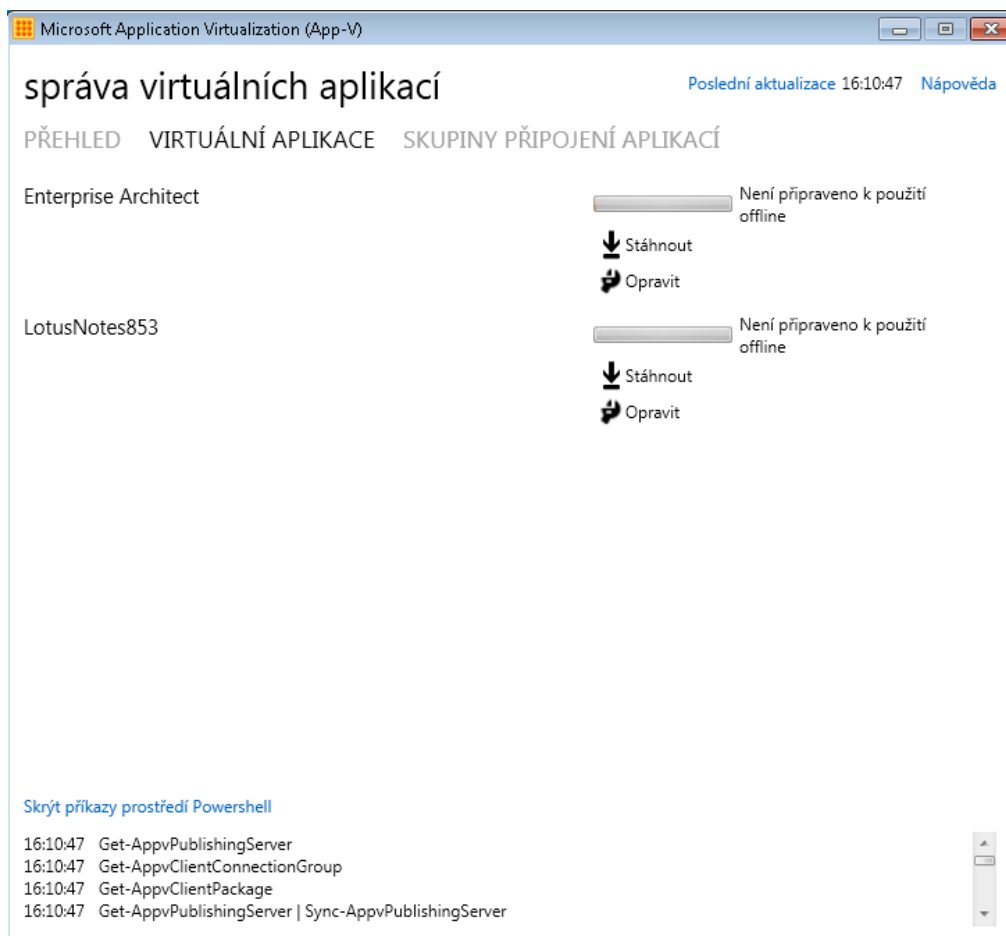 Microsoft Application Virtualization (App-V)
správa virtuálních aplikací
Poslední aktualizace 16:10:47 Nápověda
PŘEHLED VIRTUÁLNÍ APLIKACE SKUPINY PŘIPOJENÍ APLIKACÍ
Enterprise Architect
Není připraveno k použití
offline
Stáhnout
Opravit
LotusNotes853
Není připraveno k použití
offline
Stáhnout
Opravit
Skrýt příkazy prostředí Powershell
16:10:47 Get-AppvPublishingServer
16:10:47 Get-AppvClientConnectionGroup
16:10:47 Get-AppvClientPackage
16:10:47 Get-AppvPublishingServer | Sync-AppvPublishingServer